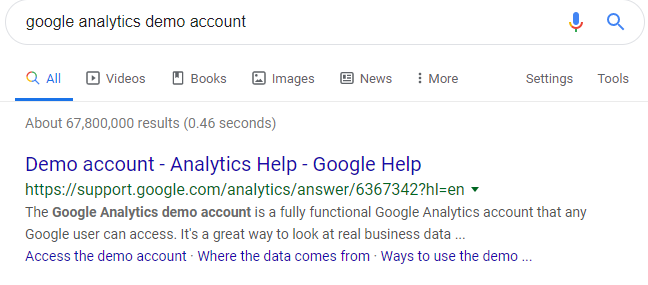 google analytics demo account
All Videos Books Images News More Settings Tools
About 67,800,000 results (0.46 seconds)
Demo account - Analytics Help - Google Help
https://support.google.com/analytics/answer/6367342?hl=en
The Google Analytics demo account is a fully functional Google Analytics account that any
Google user can access. It's a great way to look at real business data ...
Access the demo account · Where the data comes from · Ways to use the demo ...